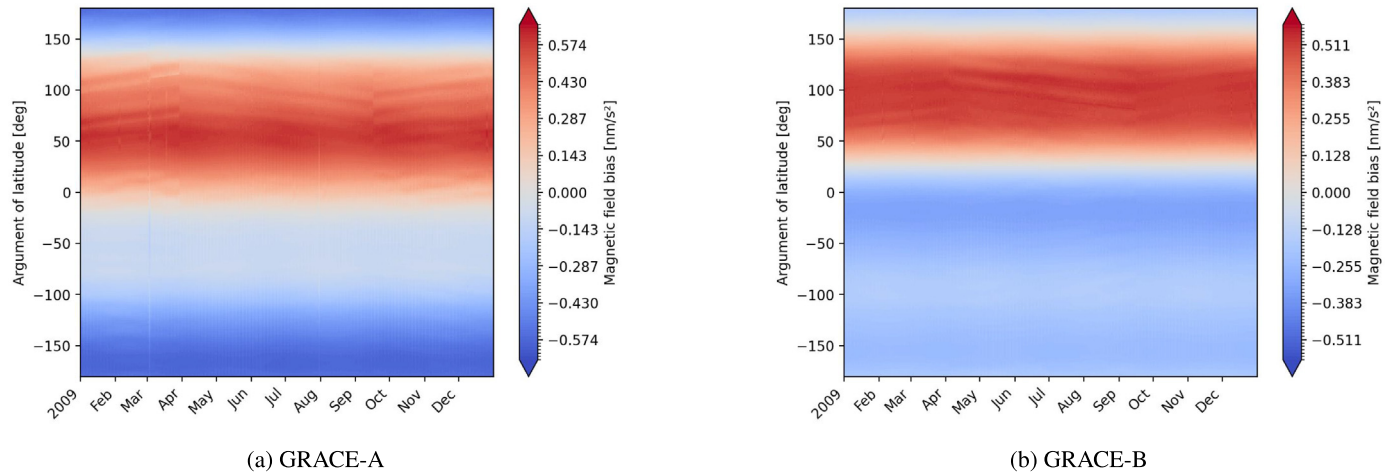 150
100
50
0
−50
−100
−150
Argument of latitude [deg]
2009
Feb
Mar
Apr
May
Jun
Jul
Aug
Sep
Oct
Nov
Dec
0.574
0.430
0.287
0.143
0.000
−0.143
−0.287
−0.430
−0.574
Magnetic field bias [nm/s²]
(a) GRACE-A
150
100
50
0
−50
−100
−150
Argument of latitude [deg]
2009
Feb
Mar
Apr
May
Jun
Jul
Aug
Sep
Oct
Nov
Dec
0.511
0.383
0.255
0.128
0.000
−0.128
−0.255
−0.383
−0.511
Magnetic field bias [nm/s²]
(b) GRACE-B